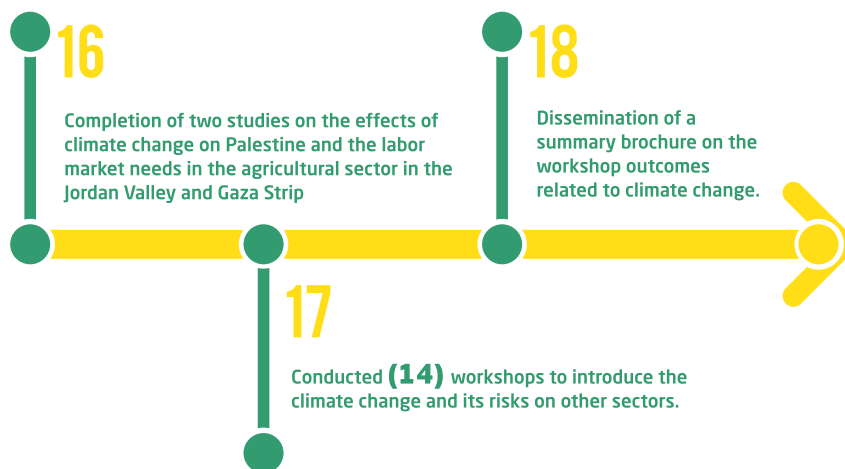 16
Completion of two studies on the effects of
climate change on Palestine and the labor
market needs in the agricultural sector in the
Jordan Valley and Gaza Strip
18
Dissemination of a
summary brochure on the
workshop outcomes
related to climate change.
17
Conducted (14) workshops to introduce the
climate change and its risks on other sectors.